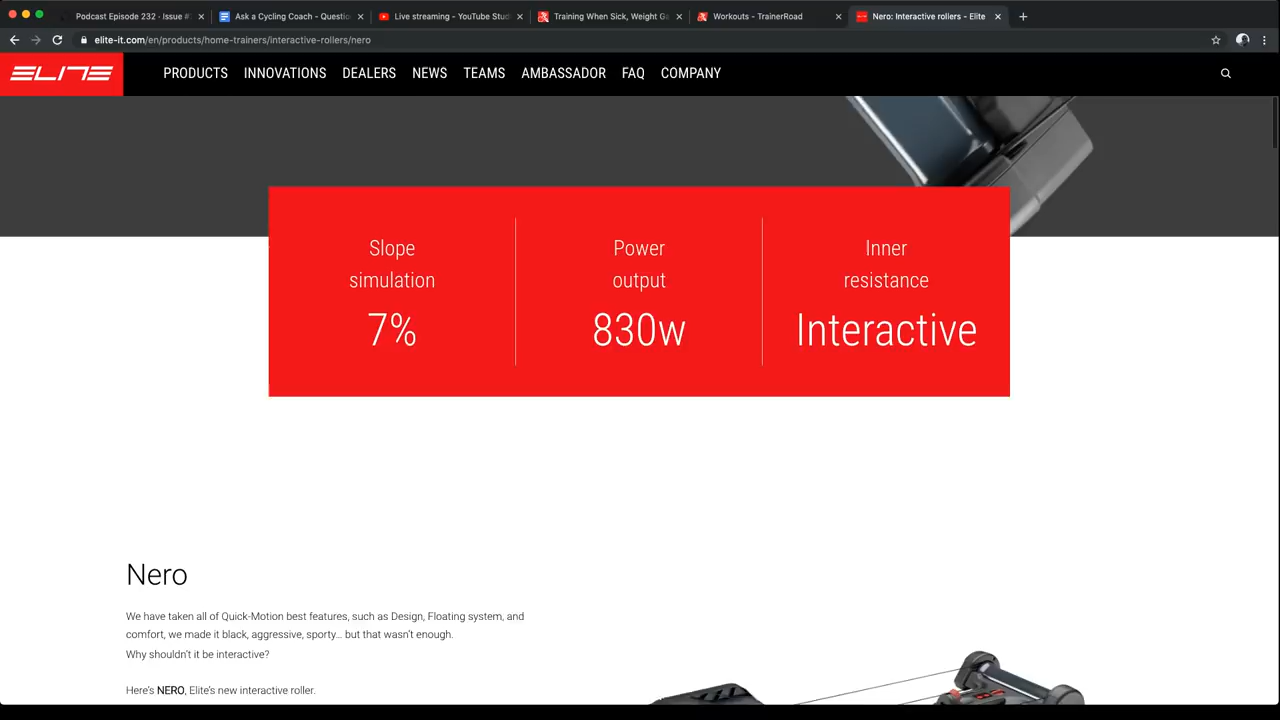 Podcast Episode 232 - Issue #
Ask a Cycling Coach - Questio
Live streaming - YouTube Stud
Training When Sick, Weight Ga
Workouts - TrainerRoad
Nero: Interactive rollers - Elite
elite-it.com/en/products/home-trainers/interactive-rollers/nero
ELITE
PRODUCTS INNOVATIONS DEALERS NEWS TEAMS AMBASSADOR FAQ COMPANY
Slope
simulation
7%
Power
output
830w
Inner
resistance
Interactive
Nero
We have taken all of Quick-Motion best features, such as Design, Floating system, and
comfort, we made it black, aggressive, sporty... but that wasn't enough.
Why shouldn't it be interactive?
Here's NERO, Elite's new interactive roller.